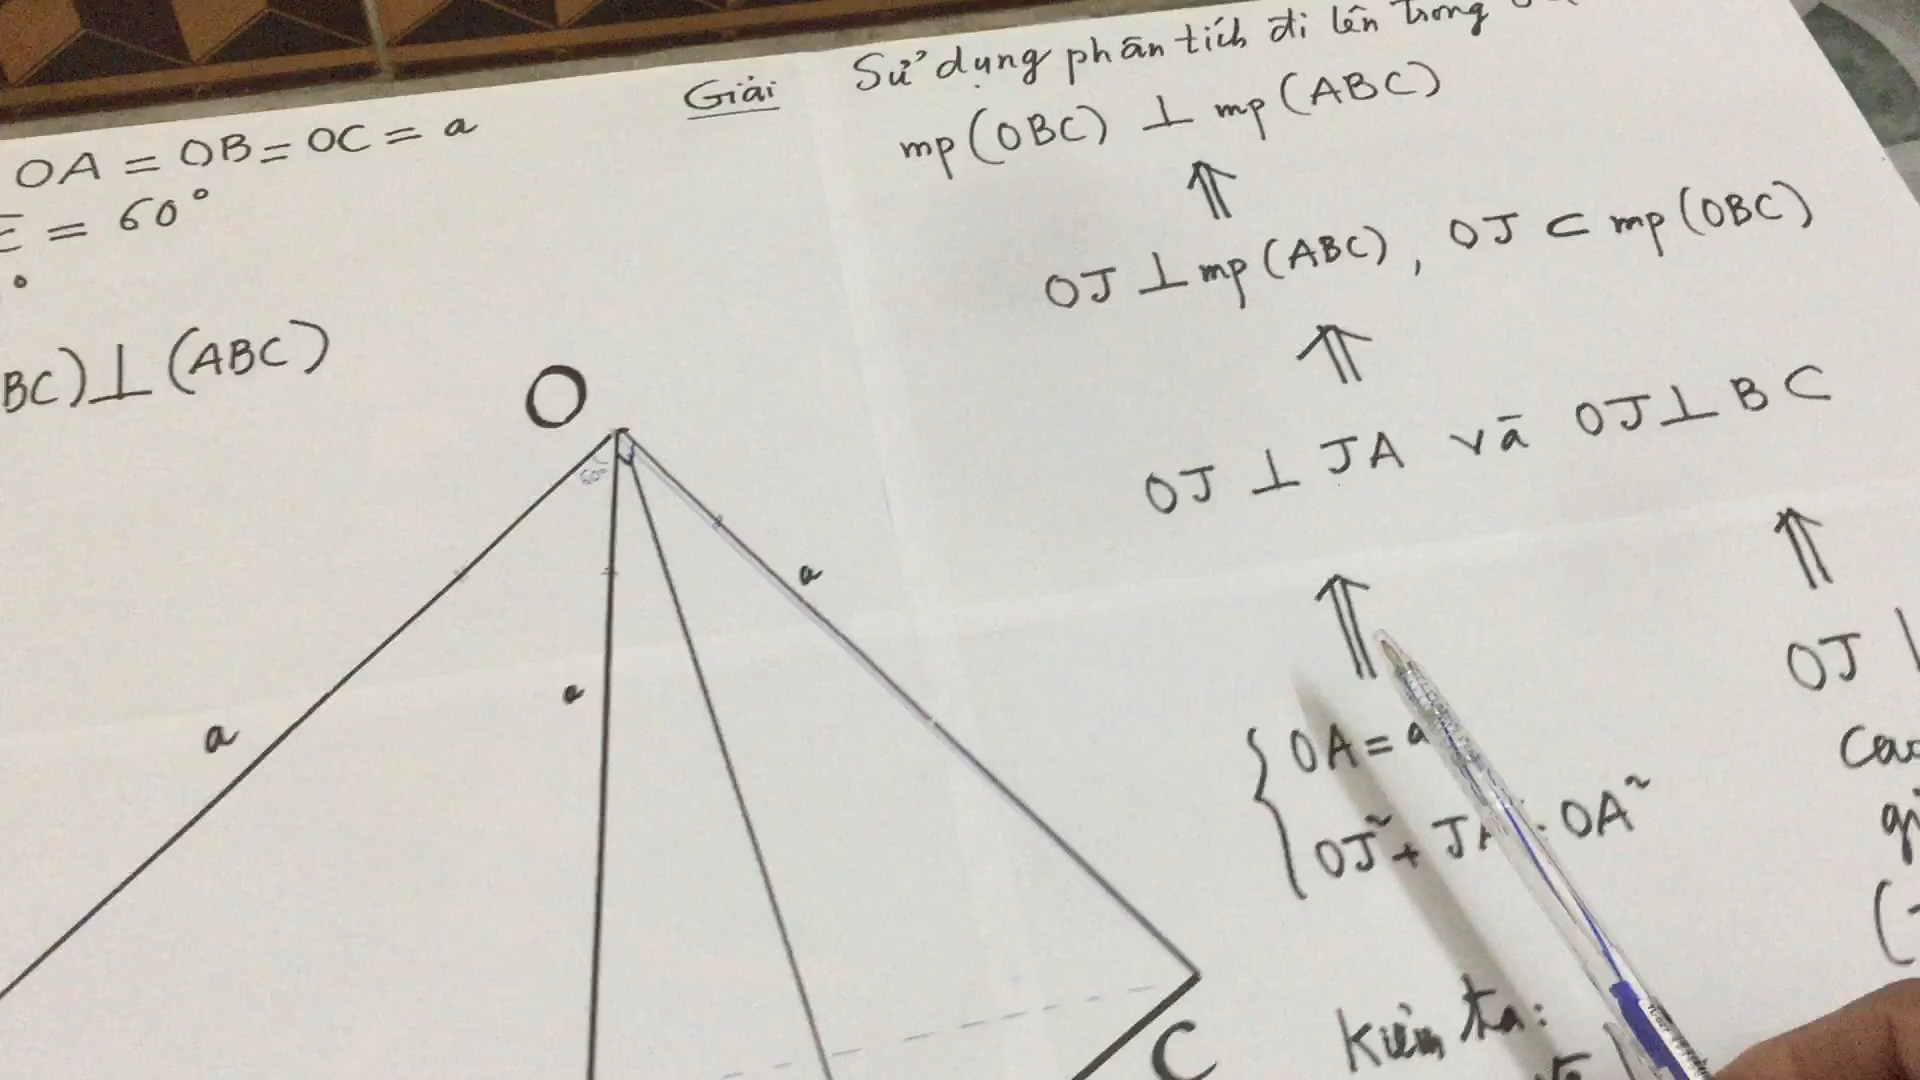 Giải Sử dụng phân tích đi lên trong
OA = OB = OC = a
= 60°
°
BC) ⊥ (ABC)
mp(OBC) ⊥ mp(ABC)
⇑
OJ ⊥ mp(ABC), OJ ⊂ mp(OBC)
⇑
OJ ⊥ JA và OJ ⊥ BC
⇑ ⇑
OA = a
OJ² + JA OA²
OJ
O
60°
a
a
a
C
Kiểm tra: